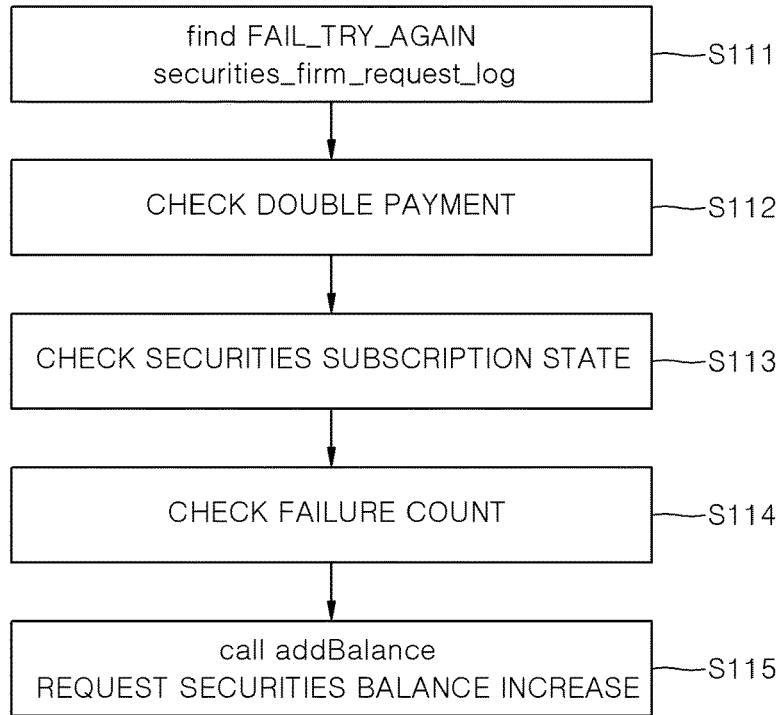 find FAIL_TRY_AGAIN
securities_firm_request_log
S111
CHECK DOUBLE PAYMENT
S112
CHECK SECURITIES SUBSCRIPTION STATE
S113
CHECK FAILURE COUNT
S114
call addBalance
REQUEST SECURITIES BALANCE INCREASE
S115